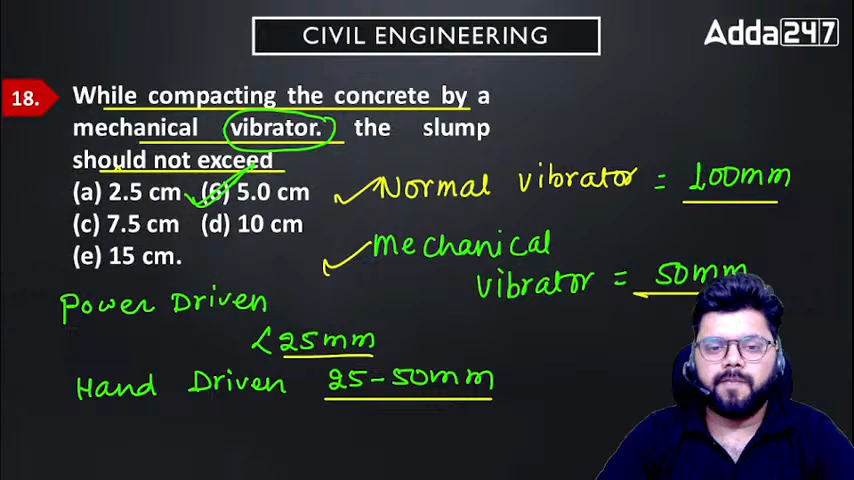 CIVIL ENGINEERING
Adda247
18.
While compacting the concrete by a
mechanical vibrator. the slump
should not exceed
(a) 2.5 cm (b) 5.0 cm
(c) 7.5 cm (d) 10 cm
(e) 15 cm.
Normal vibrator = 100mm
Mechanical
vibrator = 50mm
Power Driven
<25mm
Hand Driven 25-50mm